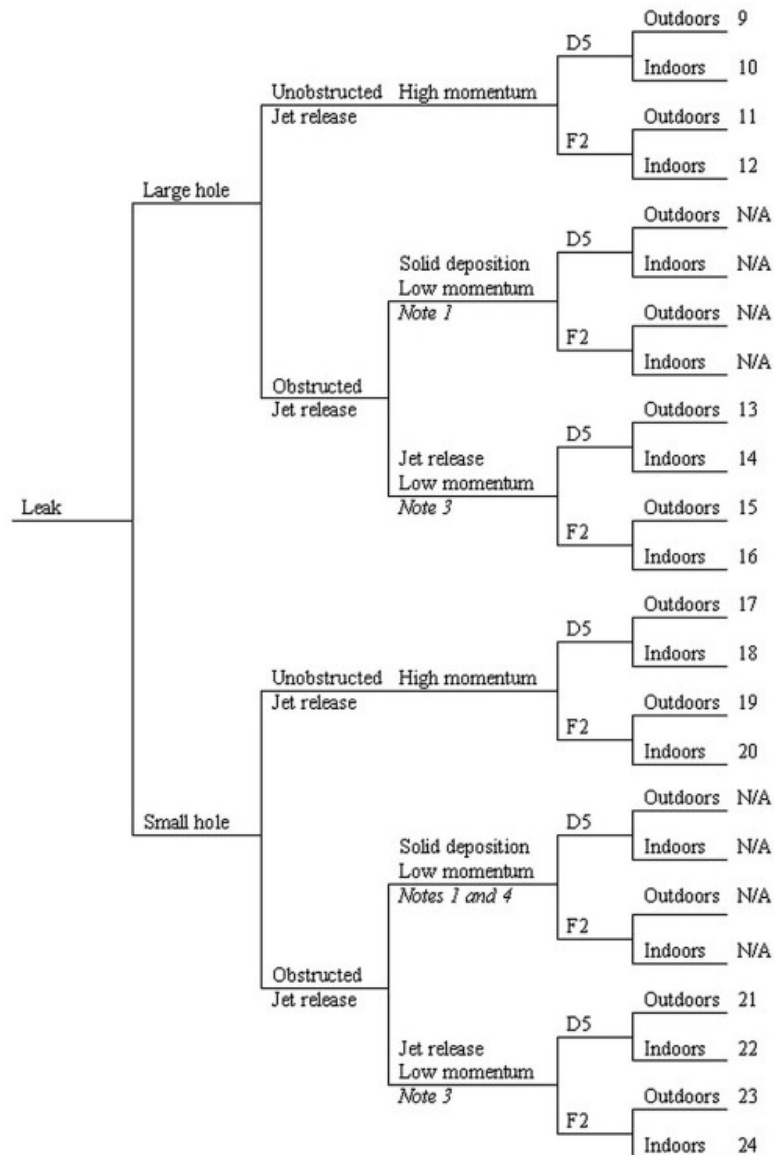 Outdoors 9
D5
Indoors 10
Unobstructed High momentum
Jet release
Outdoors 11
F2
Indoors 12
Large hole
Outdoors N/A
D5
Solid deposition
Indoors N/A
Low momentum
Note 1
Outdoors N/A
F2
Indoors N/A
Obstructed
Jet release
Outdoors 13
D5
Jet release
Indoors 14
Low momentum
Note 3
Leak
Outdoors 15
F2
Indoors 16
Outdoors 17
D5
Indoors 18
Unobstructed High momentum
Jet release
Outdoors 19
F2
Indoors 20
Outdoors N/A
Small hole
D5
Solid deposition
Indoors N/A
Low momentum
Notes 1 and 4
Outdoors N/A
F2
Indoors N/A
Obstructed
Jet release
Outdoors 21
D5
Jet release
Indoors 22
Low momentum
Note 3
Outdoors 23
F2
Indoors 24